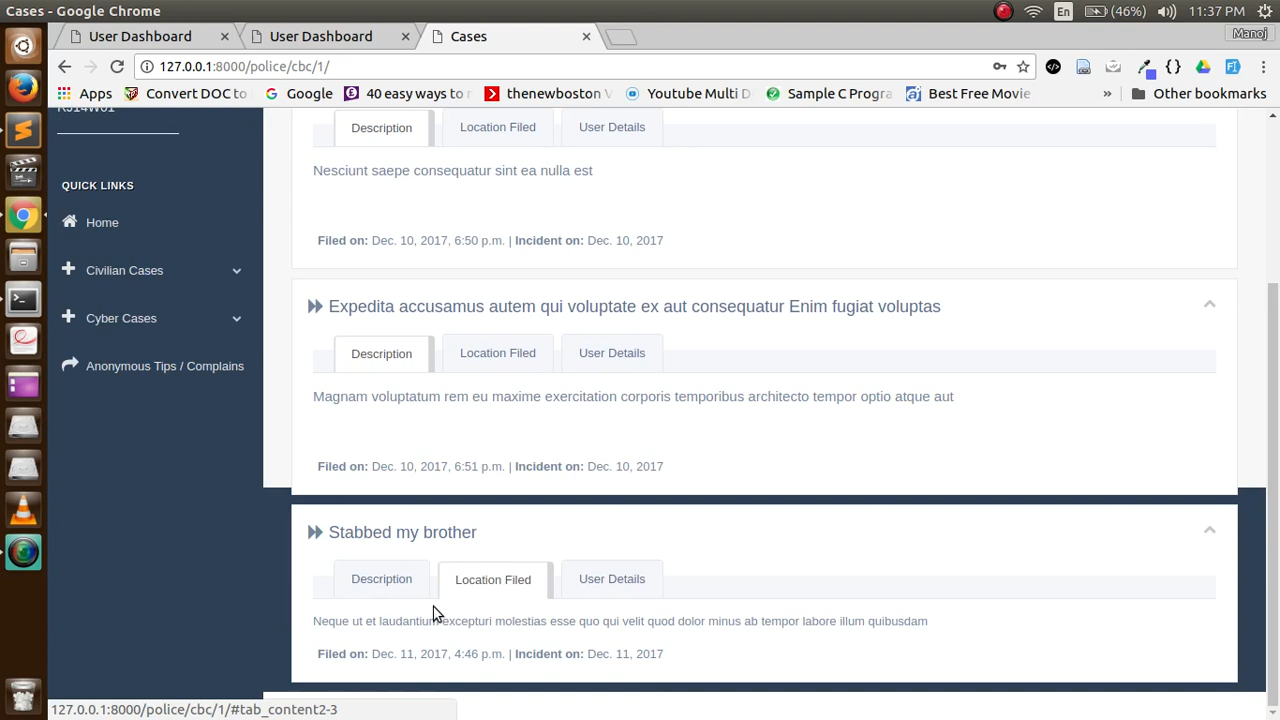 Cases - Google Chrome
En
(46%)
11:37 PM
User Dashboard
User Dashboard
Cases
Manoj
127.0.0.1:8000/police/cbc/1/
Apps
Convert DOC to
Google
40 easy ways to r
thenewboston V
Youtube Multi D
Sample C Progra
Best Free Movie
»
Other bookmarks
RJ14W01
QUICK LINKS
Home
Civilian Cases
Cyber Cases
Anonymous Tips / Complains
Description
Location Filed
User Details
Nesciunt saepe consequatur sint ea nulla est
Filed on: Dec. 10, 2017, 6:50 p.m. | Incident on: Dec. 10, 2017
Expedita accusamus autem qui voluptate ex aut consequatur Enim fugiat voluptas
Description
Location Filed
User Details
Magnam voluptatum rem eu maxime exercitation corporis temporibus architecto tempor optio atque aut
Filed on: Dec. 10, 2017, 6:51 p.m. | Incident on: Dec. 10, 2017
Stabbed my brother
Description
Location Filed
User Details
Neque ut et laudantium excepturi molestias esse quo qui velit quod dolor minus ab tempor labore illum quibusdam
Filed on: Dec. 11, 2017, 4:46 p.m. | Incident on: Dec. 11, 2017
127.0.0.1:8000/police/cbc/1/#tab_content2-3